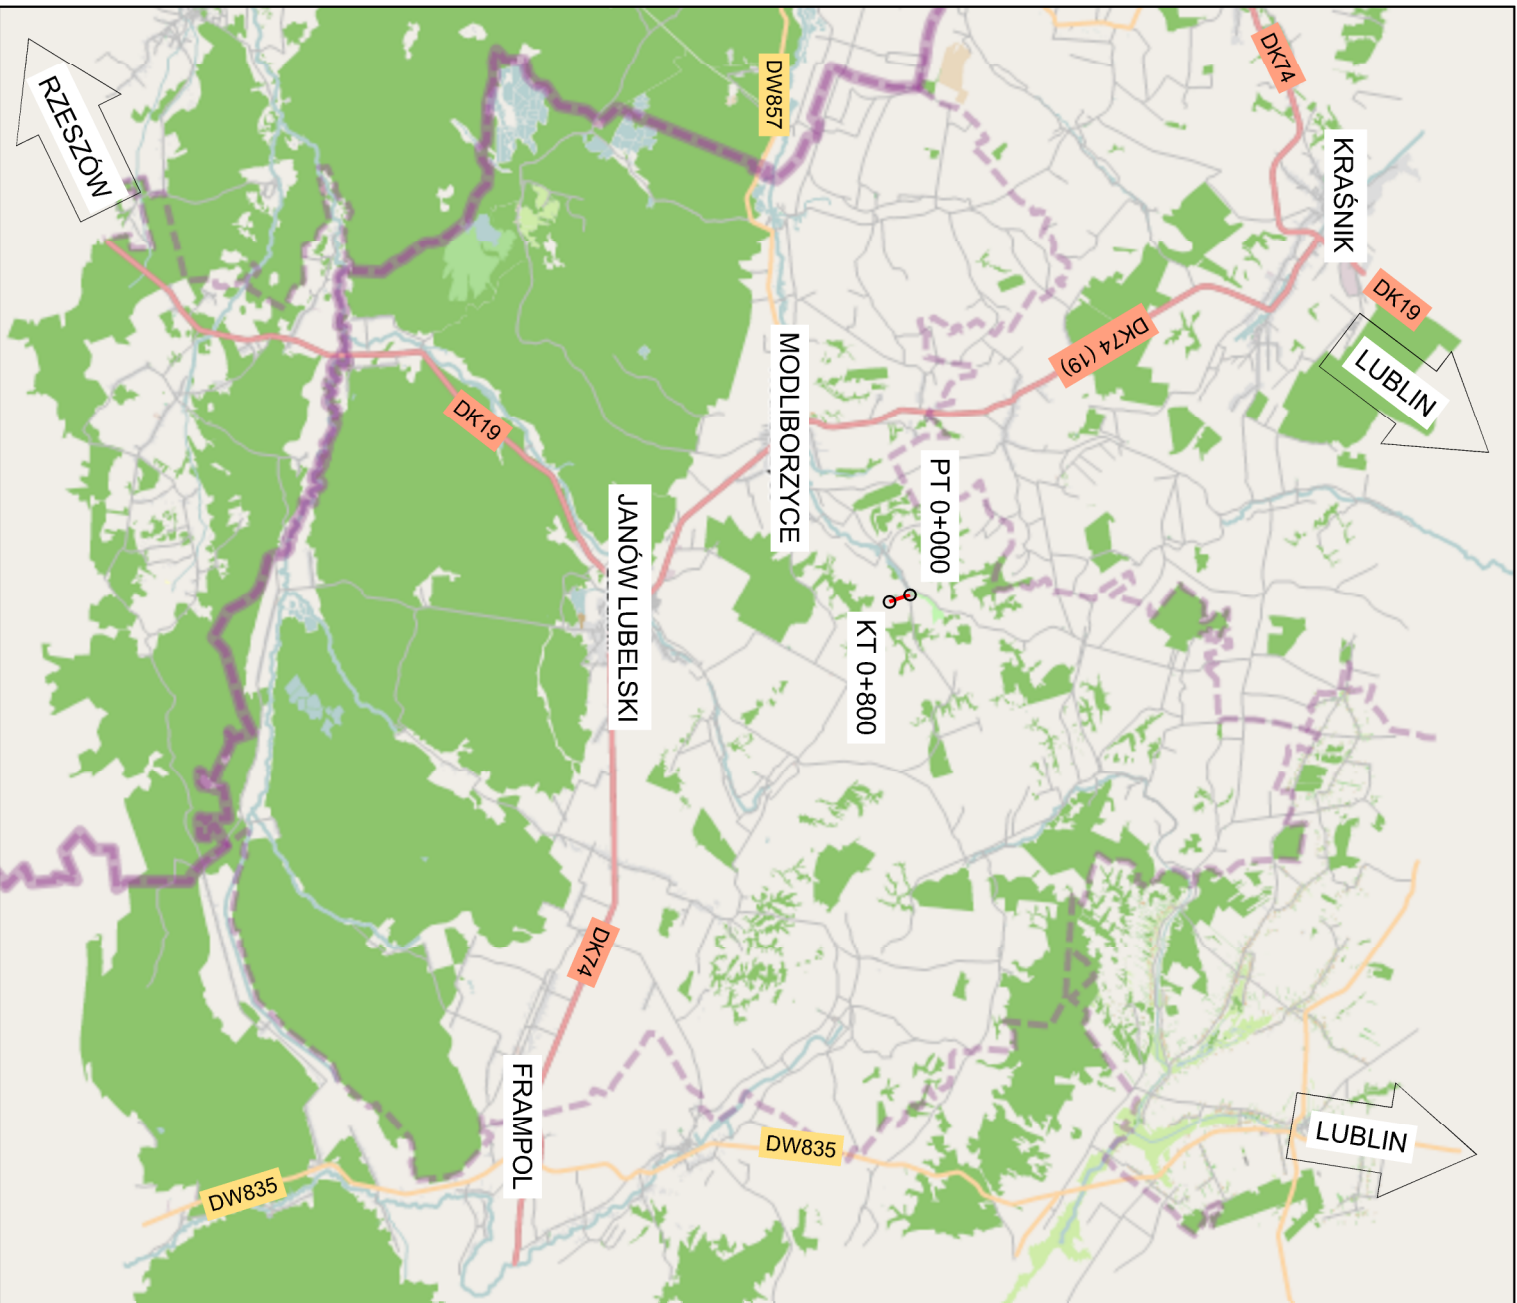 DK74
KRAŚNIK
DK19
LUBLIN
DK74 (19)
DW857
RZESZÓW
MODLIBORZYCE
DK19
PT 0+000
JANÓW LUBELSKI
KT 0+800
DK74
FRAMPOL
DW835
DW835
LUBLIN